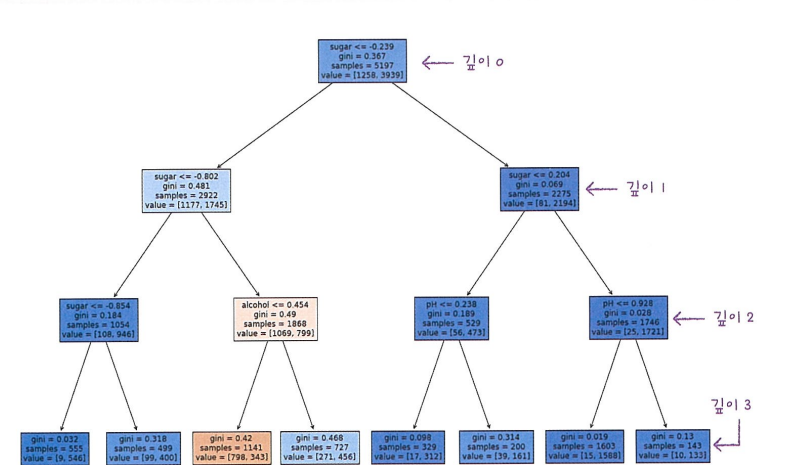 sugar <= -0.239
gini = 0.367
samples = 5197
value = [1258, 3939]
깊이 0
sugar <= -0.802
gini = 0.481
samples = 2922
value = [1177, 1745]
sugar <= 0.204
gini = 0.069
samples = 2275
value = [81, 2194]
깊이 1
sugar <= -0.854
gini = 0.184
samples = 1054
value = [108, 946]
alcohol <= 0.454
gini = 0.49
samples = 1868
value = [1069, 799]
pH <= 0.238
gini = 0.189
samples = 529
value = [56, 473]
pH <= 0.928
gini = 0.028
samples = 1746
value = [25, 1721]
깊이 2
깊이 3
gini = 0.032
samples = 555
value = [9, 546]
gini = 0.318
samples = 499
value = [99, 400]
gini = 0.42
samples = 1141
value = [798, 343]
gini = 0.468
samples = 727
value = [271, 456]
gini = 0.098
samples = 329
value = [17, 312]
gini = 0.314
samples = 200
value = [39, 161]
gini = 0.019
samples = 1603
value = [15, 1588]
gini = 0.13
samples = 143
value = [10, 133]